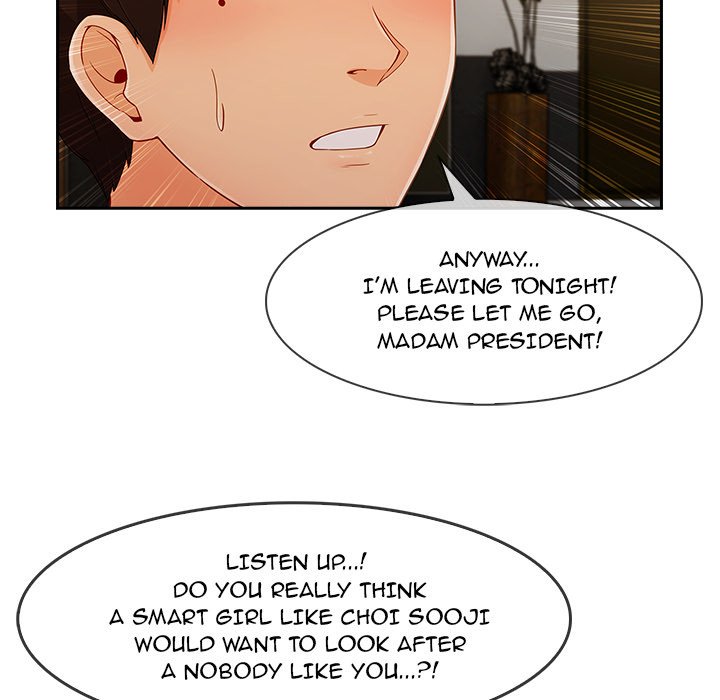 ANYWAY...
I'M LEAVING TONIGHT!
PLEASE LET ME GO,
MADAM PRESIDENT!
LISTEN UP...!
DO YOU REALLY THINK
A SMART GIRL LIKE CHOI SOOJI
WOULD WANT TO LOOK AFTER
A NOBODY LIKE YOU...?!